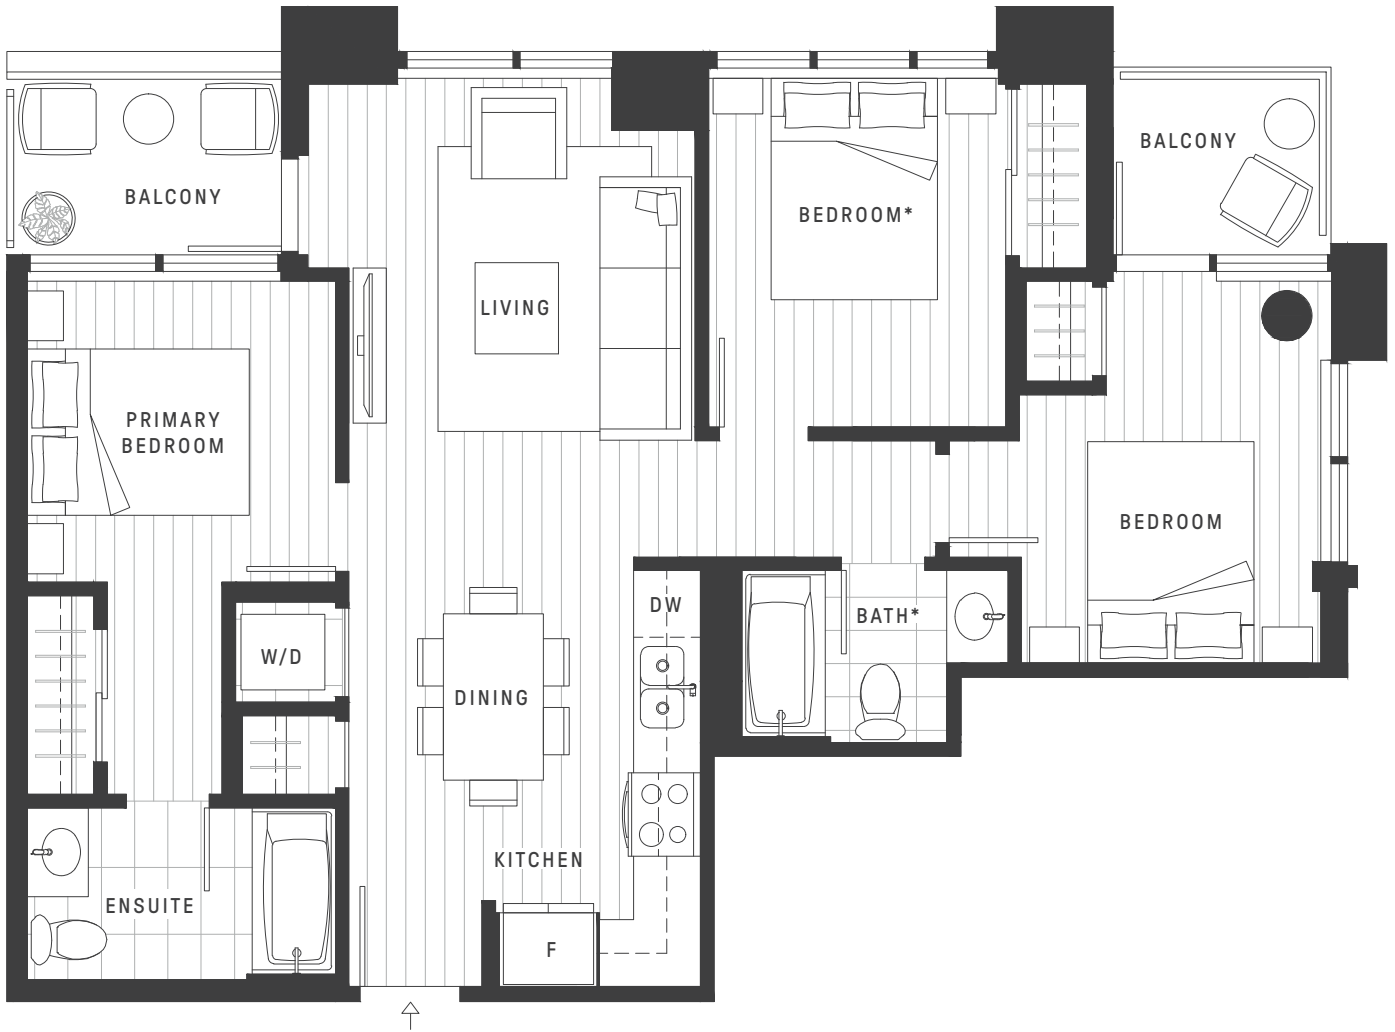 BALCONY
BALCONY
BEDROOM*
LIVING
PRIMARY
BEDROOM
BEDROOM
DW
BATH*
W/D
DINING
KITCHEN
ENSUITE
F